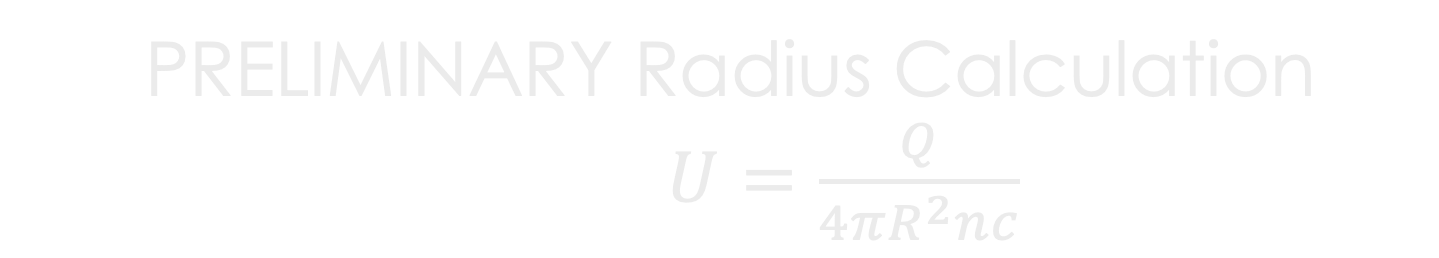 PRELIMINARY Radius Calculation
𝑼 = 𝑸 / 𝟒𝝅𝑹²𝒏𝒄